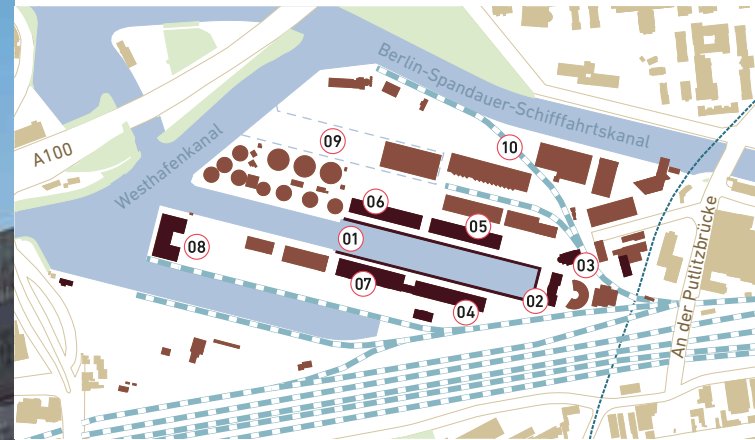 Berlin-Spandauer-Schifffahrtskanal
A100
Westhafenkanal
09
10
06
05
01
08
03
07
02
04
An der Putlitzbrücke